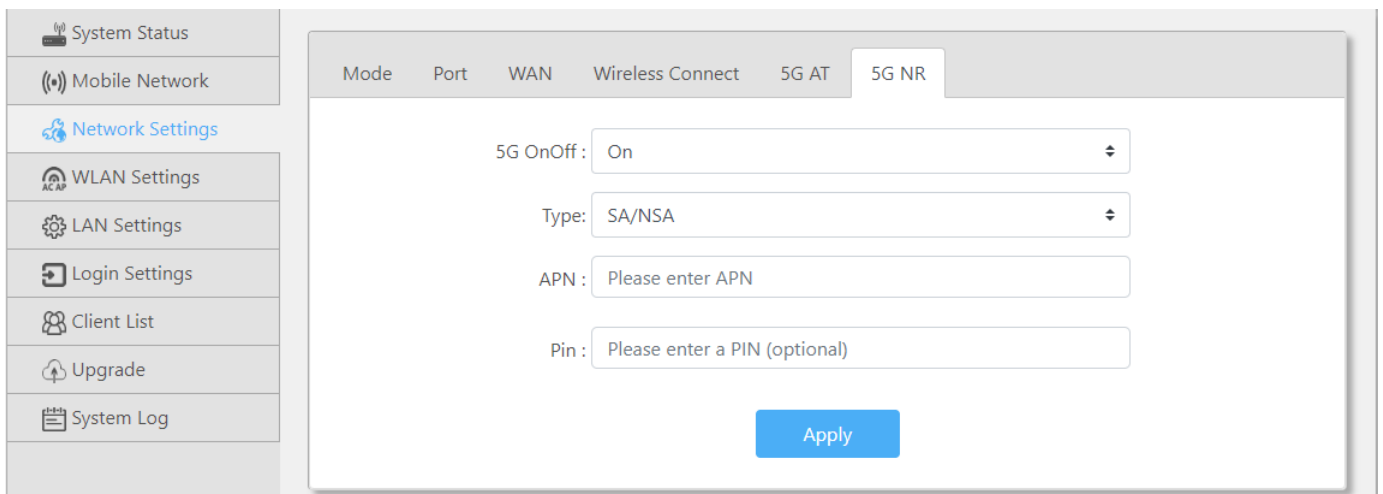 System Status
Mobile Network
Network Settings
AC AP WLAN Settings
LAN Settings
Login Settings
Client List
Upgrade
System Log
Mode Port WAN Wireless Connect 5G AT 5G NR
5G OnOff : On
Type: SA/NSA
APN : Please enter APN
Pin : Please enter a PIN (optional)
Apply